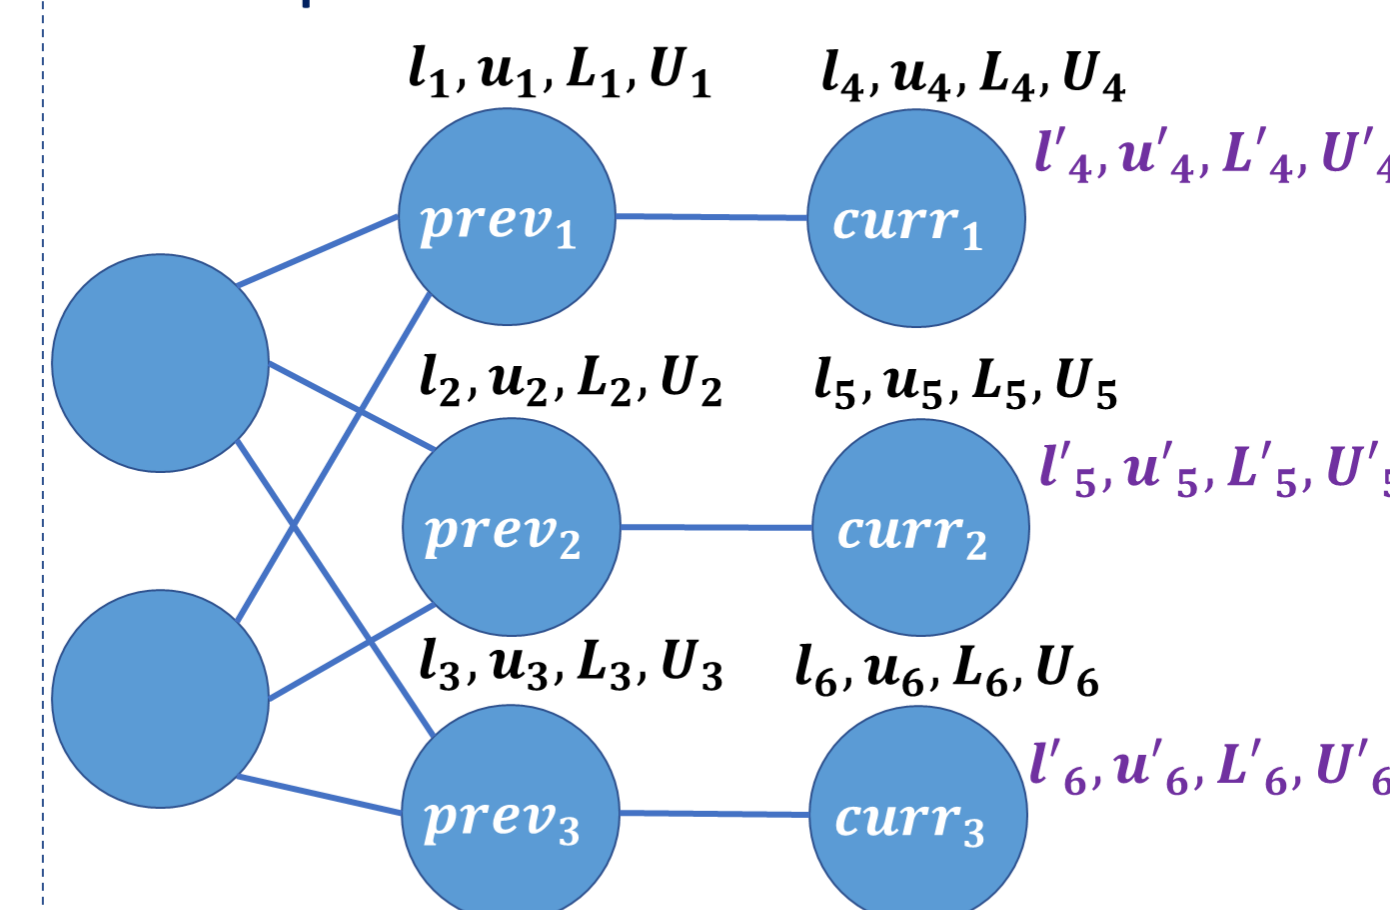 l₁, u₁, L₁, U₁
l₄, u₄, L₄, U₄
l′₄, u′₄, L′₄, U′₄
prev₁
curr₁
l₂, u₂, L₂, U₂
l₅, u₅, L₅, U₅
l′₅, u′₅, L′₅, U′₅
prev₂
curr₂
l₃, u₃, L₃, U₃
l₆, u₆, L₆, U₆
l′₆, u′₆, L′₆, U′₆
prev₃
curr₃